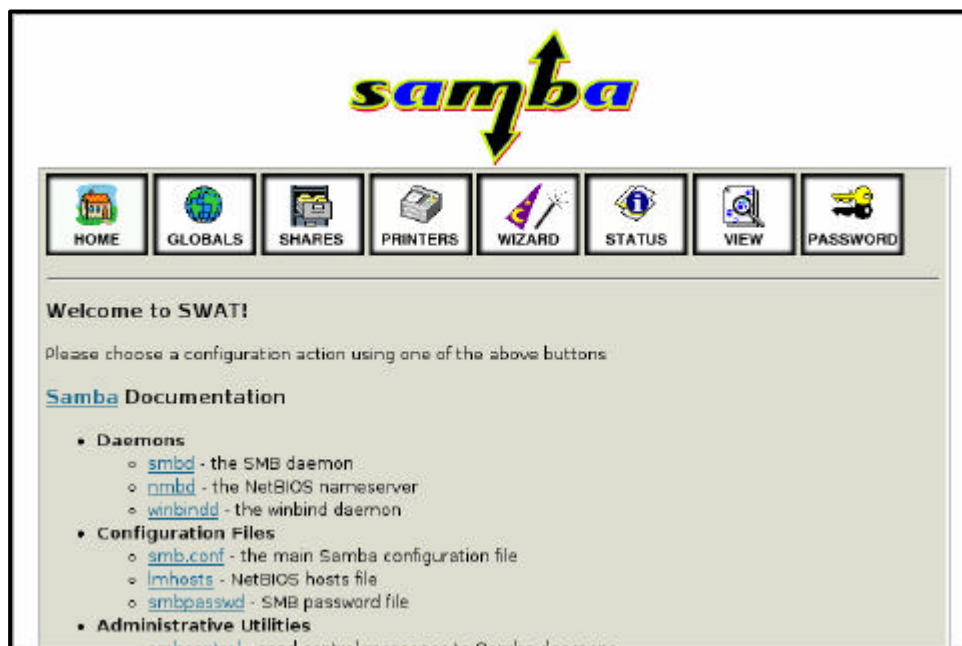 samba
HOME GLOBALS SHARES PRINTERS WIZARD STATUS VIEW PASSWORD
Welcome to SWAT!
Please choose a configuration action using one of the above buttons
Samba Documentation
Daemons
smbd - the SMB daemon
nmbd - the NetBIOS nameserver
winbindd - the winbind daemon
Configuration Files
smb.conf - the main Samba configuration file
lmhosts - NetBIOS hosts file
smbpasswd - SMB password file
Administrative Utilities